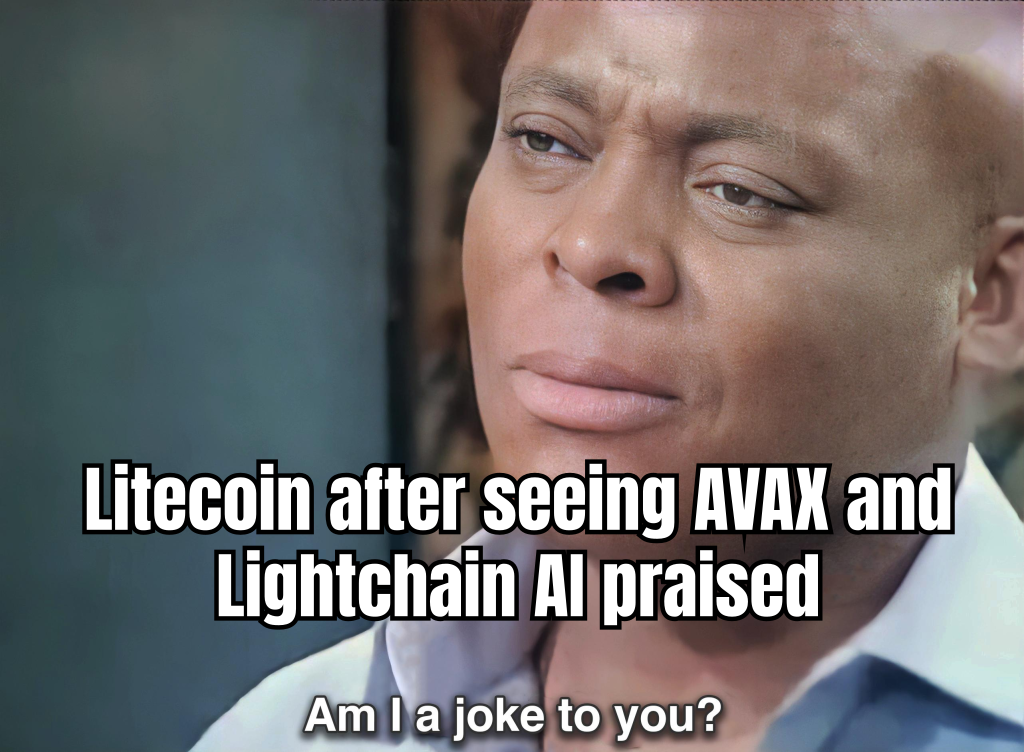 Litecoin after seeing AVAX and
Lightchain AI praised
Am I a joke to you?